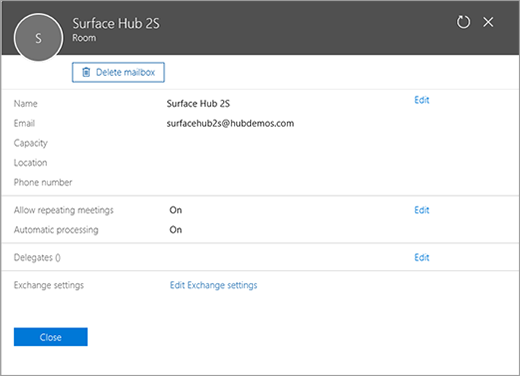 S
Surface Hub 2S
Room
Delete mailbox
Name Surface Hub 2S Edit
Email surfacehub2s@hubdemos.com
Capacity
Location
Phone number
Allow repeating meetings On Edit
Automatic processing On
Delegates () Edit
Exchange settings Edit Exchange settings
Close